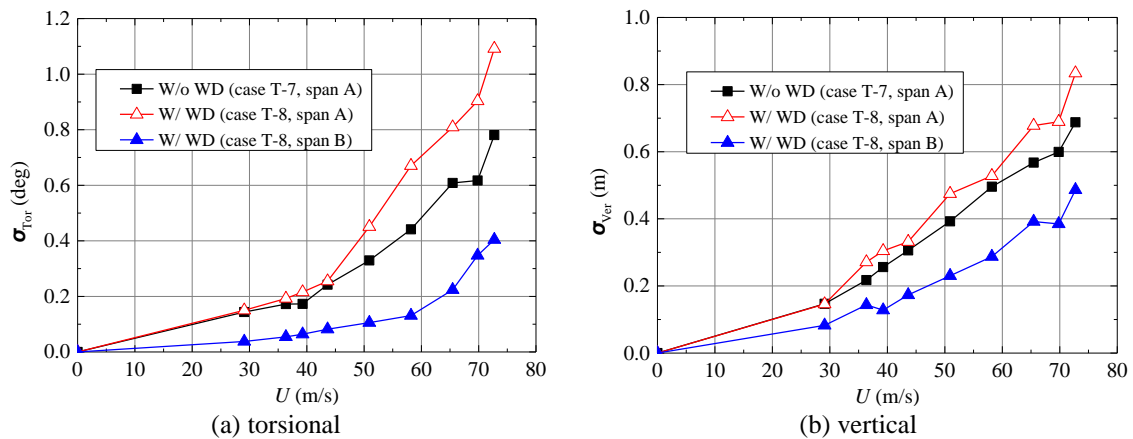 1.2
1.0
0.8
0.6
0.4
0.2
0.0
σTor (deg)
W/o WD (case T-7, span A)
W/ WD (case T-8, span A)
W/ WD (case T-8, span B)
0 10 20 30 40 50 60 70 80
U (m/s)
(a) torsional
1.0
0.8
0.6
0.4
0.2
0.0
σVer (m)
W/o WD (case T-7, span A)
W/ WD (case T-8, span A)
W/ WD (case T-8, span B)
0 10 20 30 40 50 60 70 80
U (m/s)
(b) vertical